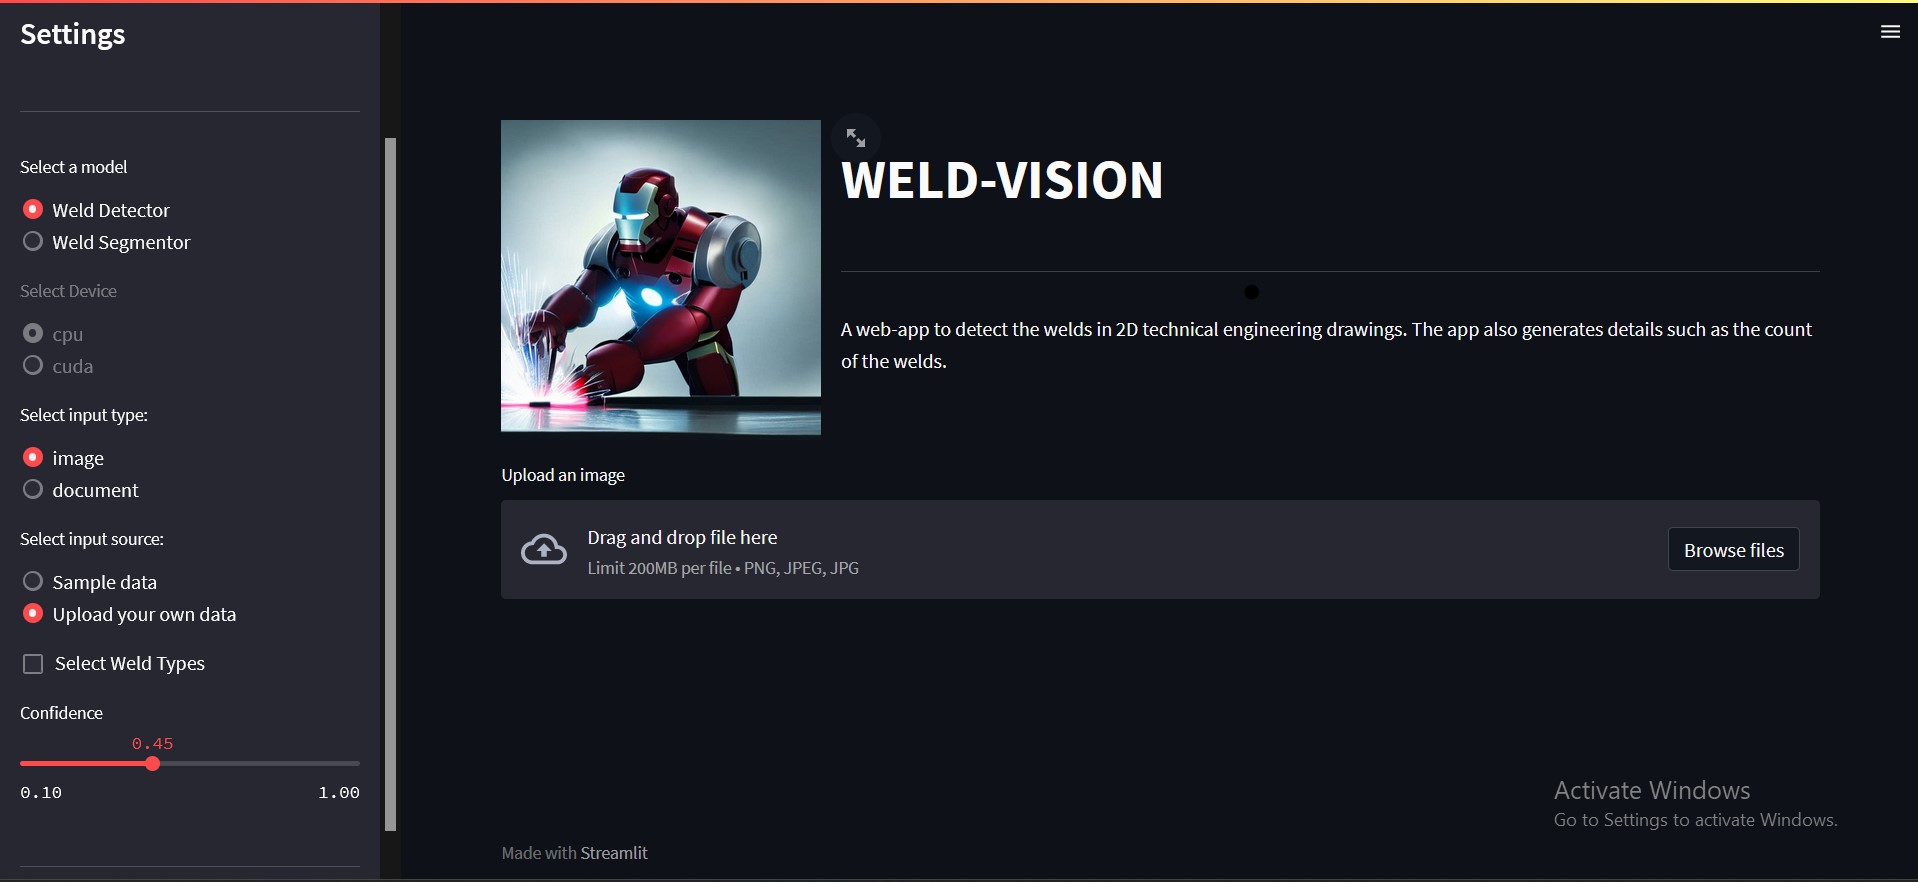 Settings
Select a model
Weld Detector
Weld Segmentor
Select Device
cpu
cuda
Select input type:
image
document
Select input source:
Sample data
Upload your own data
Select Weld Types
Confidence
0.45
0.10 1.00
WELD-VISION
A web-app to detect the welds in 2D technical engineering drawings. The app also generates details such as the count
of the welds.
Upload an image
Drag and drop file here
Limit 200MB per file • PNG, JPEG, JPG
Browse files
Activate Windows
Go to Settings to activate Windows.
Made with Streamlit